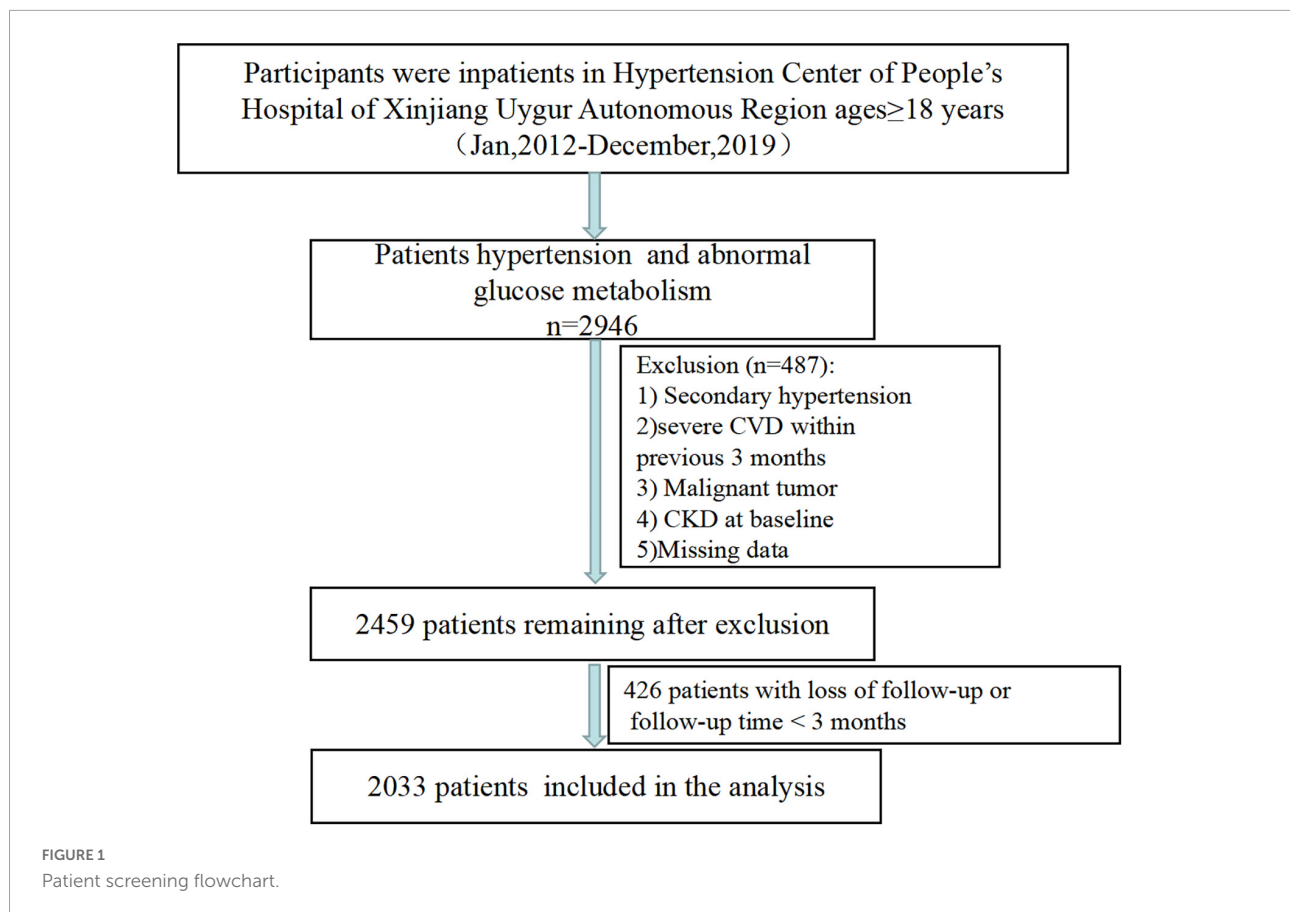 Participants were inpatients in Hypertension Center of People's
Hospital of Xinjiang Uygur Autonomous Region ages≥18 years
（Jan,2012-December,2019）
Patients hypertension and abnormal
glucose metabolism
n=2946
Exclusion (n=487):
1) Secondary hypertension
2)severe CVD within
previous 3 months
3) Malignant tumor
4) CKD at baseline
5)Missing data
2459 patients remaining after exclusion
426 patients with loss of follow-up or
follow-up time < 3 months
2033 patients included in the analysis
FIGURE 1
Patient screening flowchart.